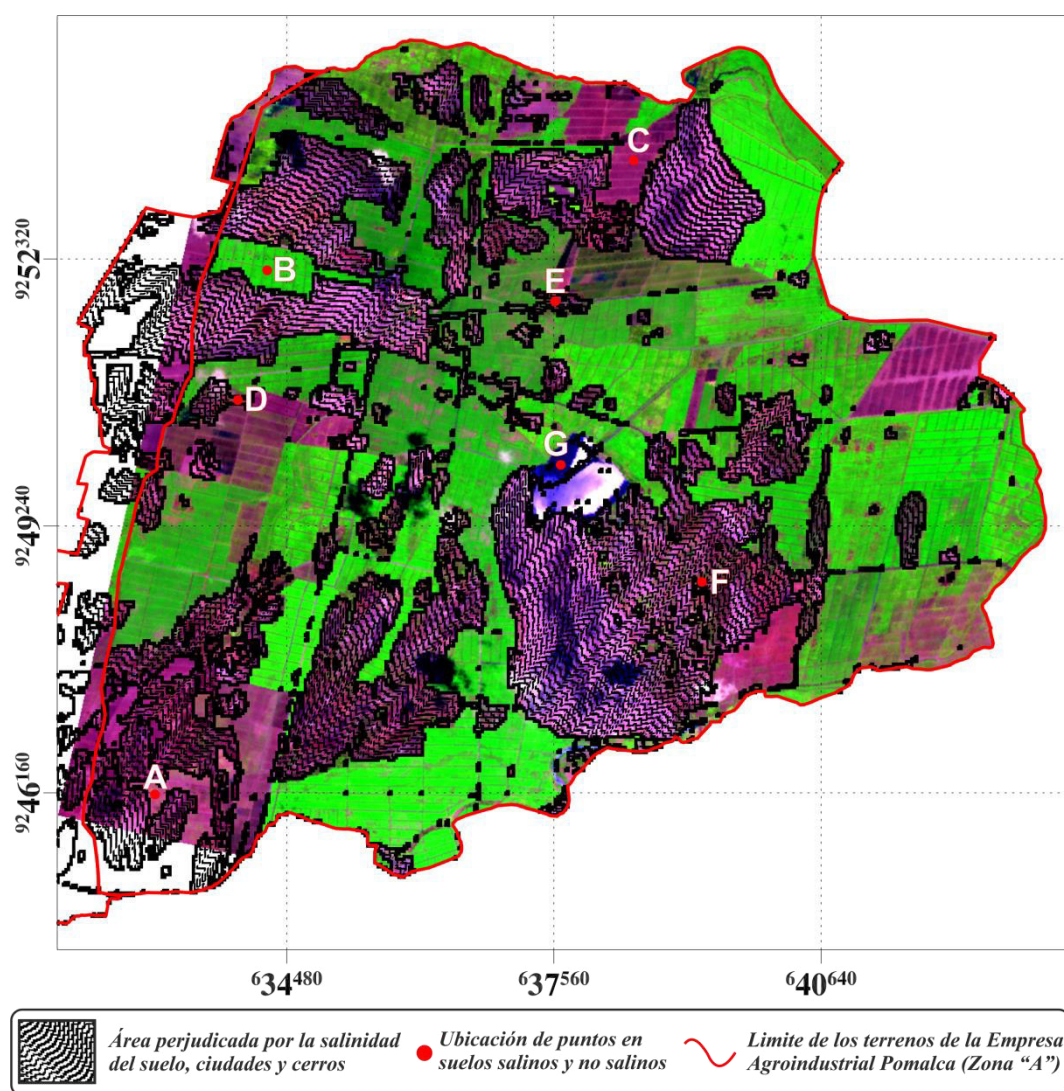 C
B
E
D
G
F
A
9252320
9249240
9246160
634480
637560
640640
Área perjudicada por la salinidad
del suelo, ciudades y cerros
Ubicación de puntos en
suelos salinos y no salinos
Limite de los terrenos de la Empresa
Agroindustrial Pomalca (Zona “A”)